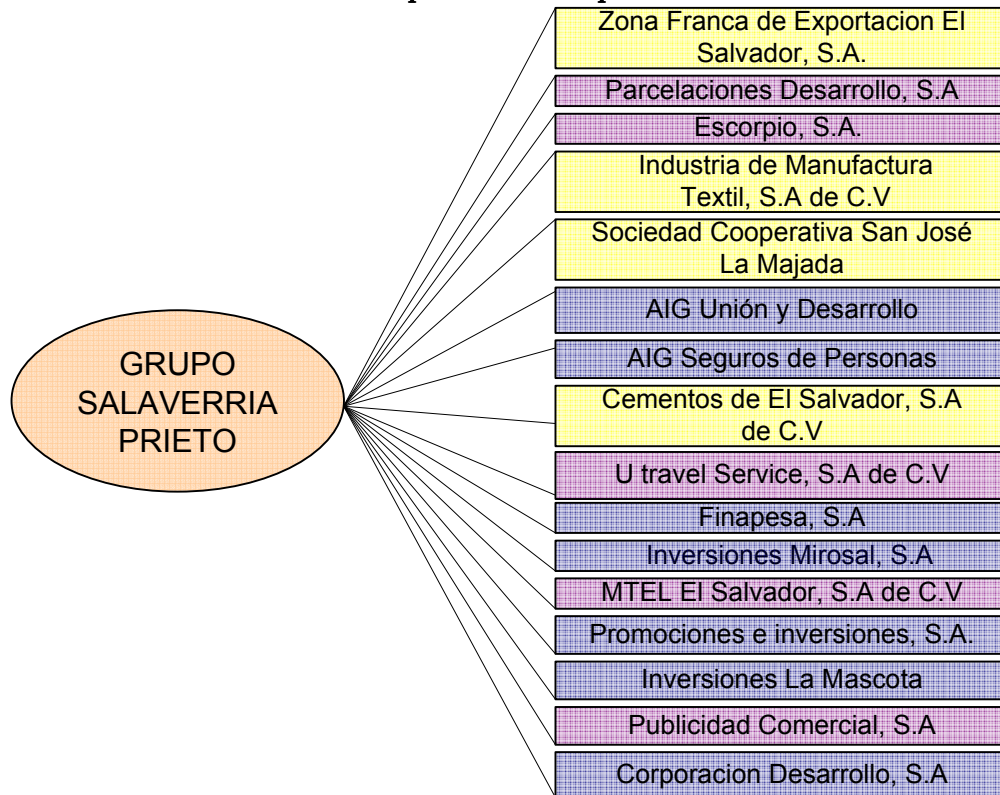 Zona Franca de Exportacion El
Salvador, S.A.
Parcelaciones Desarrollo, S.A
Escorpio, S.A.
Industria de Manufactura
Textil, S.A de C.V
Sociedad Cooperativa San José
La Majada
AIG Unión y Desarrollo
AIG Seguros de Personas
GRUPO
SALAVERRIA
PRIETO
Cementos de El Salvador, S.A
de C.V
U travel Service, S.A de C.V
Finapesa, S.A
Inversiones Mirosal, S.A
MTEL El Salvador, S.A de C.V
Promociones e inversiones, S.A.
Inversiones La Mascota
Publicidad Comercial, S.A
Corporacion Desarrollo, S.A